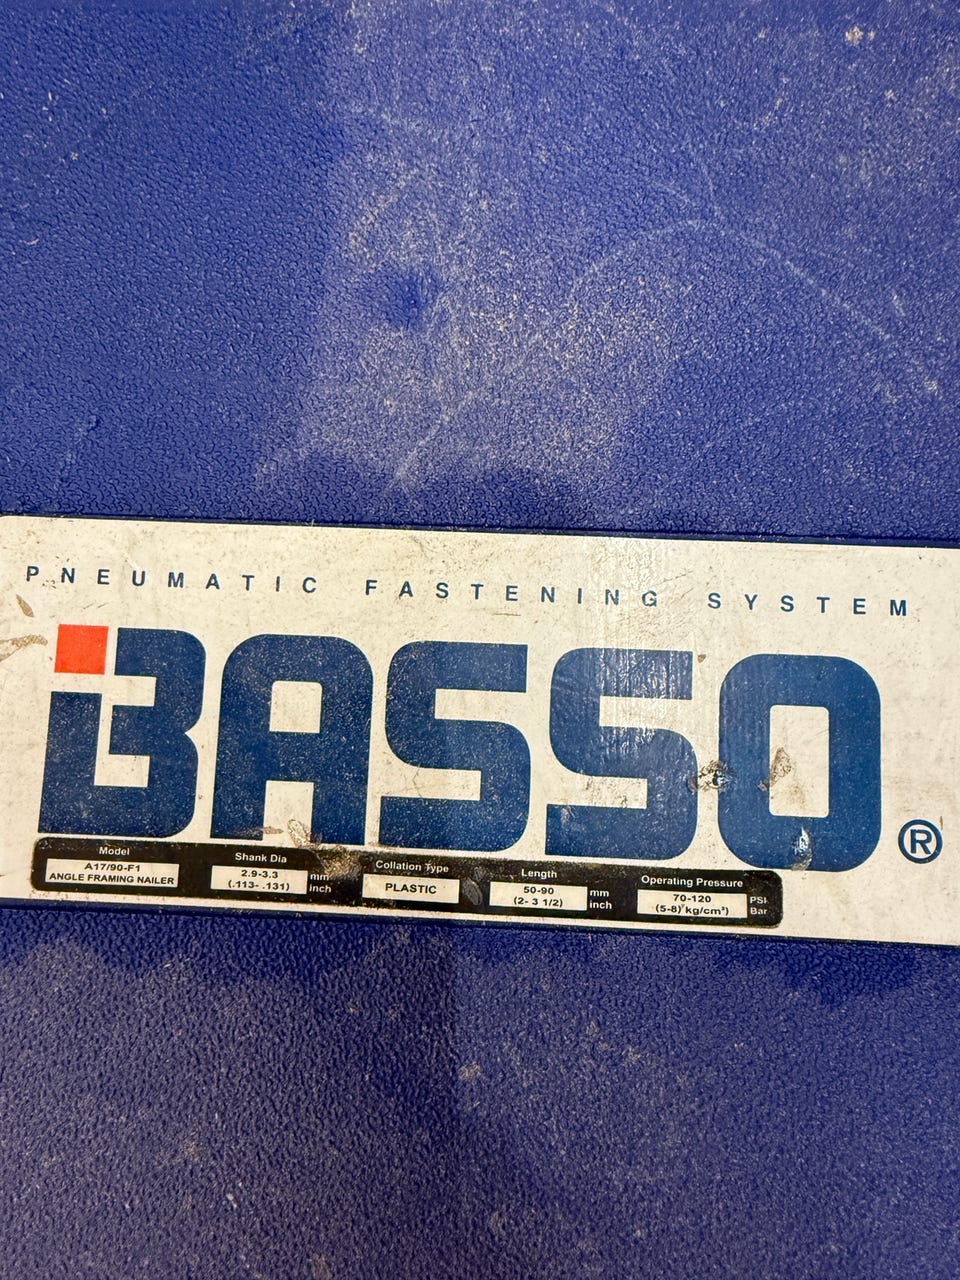 PNEUMATIC FASTENING SYSTEM
BASSO®
Model
A17/90-F1
ANGLE FRAMING NAILER
Shank Dia
2.9-3.3 mm
(.113- .131) inch
Collation Type
PLASTIC
Length
50-90 mm
(2- 3 1/2) inch
Operating Pressure
70-120 PSI
(5-8) kg/cm²) Bar